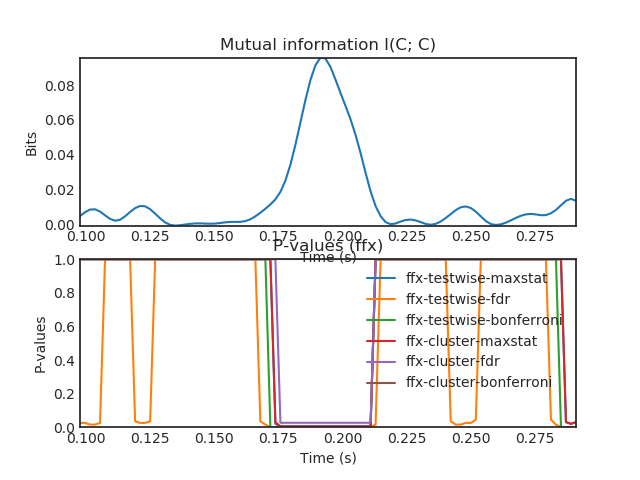 Mutual information I(C; C)
Bits
0.08
0.06
0.04
0.02
0.00
0.100 0.125 0.150 0.175 0.200 0.225 0.250 0.275
Time (s)
P-values (ffx)
P-values
1.0
0.8
0.6
0.4
0.2
0.0
ffx-testwise-maxstat
ffx-testwise-fdr
ffx-testwise-bonferroni
ffx-cluster-maxstat
ffx-cluster-fdr
ffx-cluster-bonferroni
0.100 0.125 0.150 0.175 0.200 0.225 0.250 0.275
Time (s)